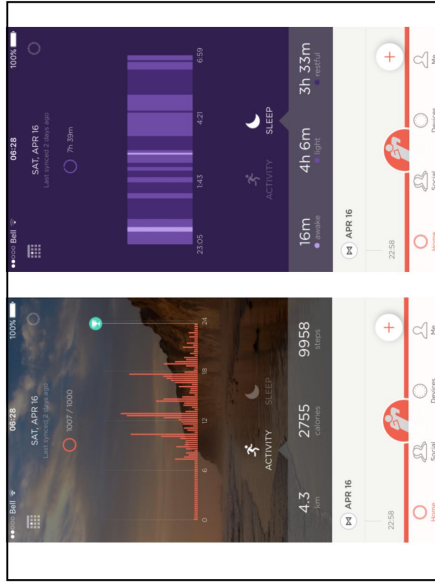 ●●○○○ Bell 06:28 100%
SAT, APR 16
Last synced 2 days ago
1007 / 1000
0 6 12 18 24
ACTIVITY SLEEP
4.3 2755 9958
km calories steps
APR 16
22:58
Home Social Devices Me
●●○○○ Bell 06:28 100%
SAT, APR 16
Last synced 2 days ago
7h 39m
23:05 1:43 4:21 6:59
ACTIVITY SLEEP
16m 4h 6m 3h 33m
awake light restful
APR 16
22:58
Home Social Devices Me